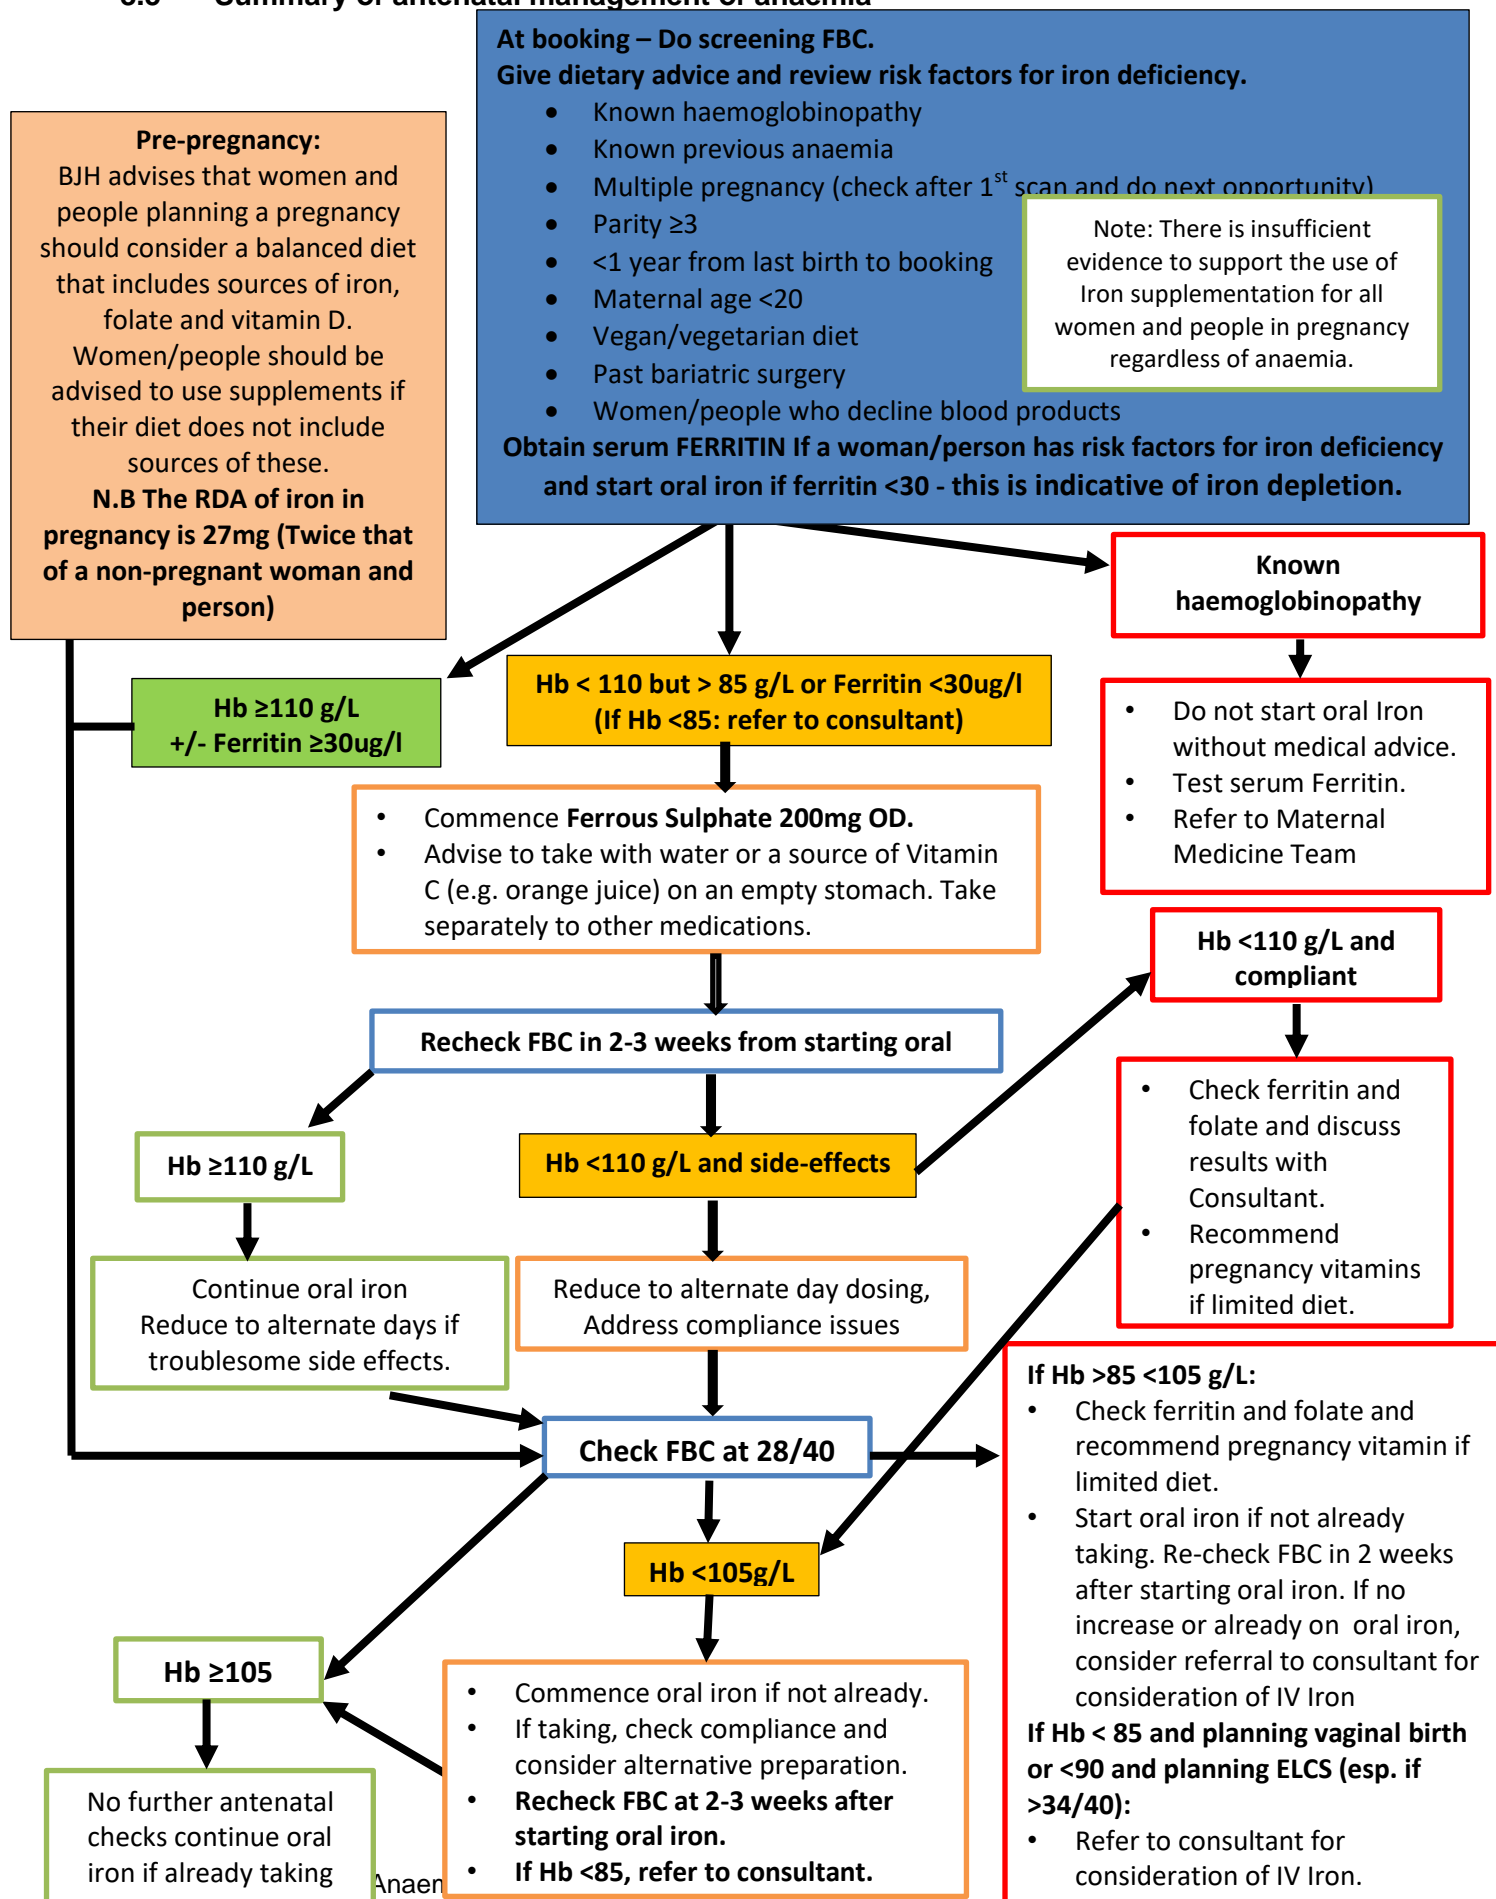 At booking – Do screening FBC.
Give dietary advice and review risk factors for iron deficiency.
• Known haemoglobinopathy
• Known previous anaemia
• Multiple pregnancy (check after 1st scan and do next opportunity)
• Parity ≥3
• <1 year from last birth to booking
• Maternal age <20
• Vegan/vegetarian diet
• Past bariatric surgery
• Women/people who decline blood products
Obtain serum FERRITIN If a woman/person has risk factors for iron deficiency
and start oral iron if ferritin <30 - this is indicative of iron depletion.
Note: There is insufficient
evidence to support the use of
Iron supplementation for all
women and people in pregnancy
regardless of anaemia.
Pre-pregnancy:
BJH advises that women and
people planning a pregnancy
should consider a balanced diet
that includes sources of iron,
folate and vitamin D.
Women/people should be
advised to use supplements if
their diet does not include
sources of these.
N.B The RDA of iron in
pregnancy is 27mg (Twice that
of a non-pregnant woman and
person)
Known
haemoglobinopathy
Hb ≥110 g/L
+/- Ferritin ≥30ug/l
Hb < 110 but > 85 g/L or Ferritin <30ug/l
(If Hb <85: refer to consultant)
• Do not start oral Iron
without medical advice.
• Test serum Ferritin.
• Refer to Maternal
Medicine Team
• Commence Ferrous Sulphate 200mg OD.
• Advise to take with water or a source of Vitamin
C (e.g. orange juice) on an empty stomach. Take
separately to other medications.
Hb <110 g/L and
compliant
Recheck FBC in 2-3 weeks from starting oral
• Check ferritin and
folate and discuss
results with
Consultant.
• Recommend
pregnancy vitamins
if limited diet.
Hb ≥110 g/L
Hb <110 g/L and side-effects
Continue oral iron
Reduce to alternate days if
troublesome side effects.
Reduce to alternate day dosing,
Address compliance issues
Check FBC at 28/40
If Hb >85 <105 g/L:
• Check ferritin and folate and
recommend pregnancy vitamin if
limited diet.
• Start oral iron if not already
taking. Re-check FBC in 2 weeks
after starting oral iron. If no
increase or already on oral iron,
consider referral to consultant for
consideration of IV Iron
If Hb < 85 and planning vaginal birth
or <90 and planning ELCS (esp. if
>34/40):
• Refer to consultant for
consideration of IV Iron.
Hb <105g/L
Hb ≥105
• Commence oral iron if not already.
• If taking, check compliance and
consider alternative preparation.
• Recheck FBC at 2-3 weeks after
starting oral iron.
• If Hb <85, refer to consultant.
No further antenatal
checks continue oral
iron if already taking